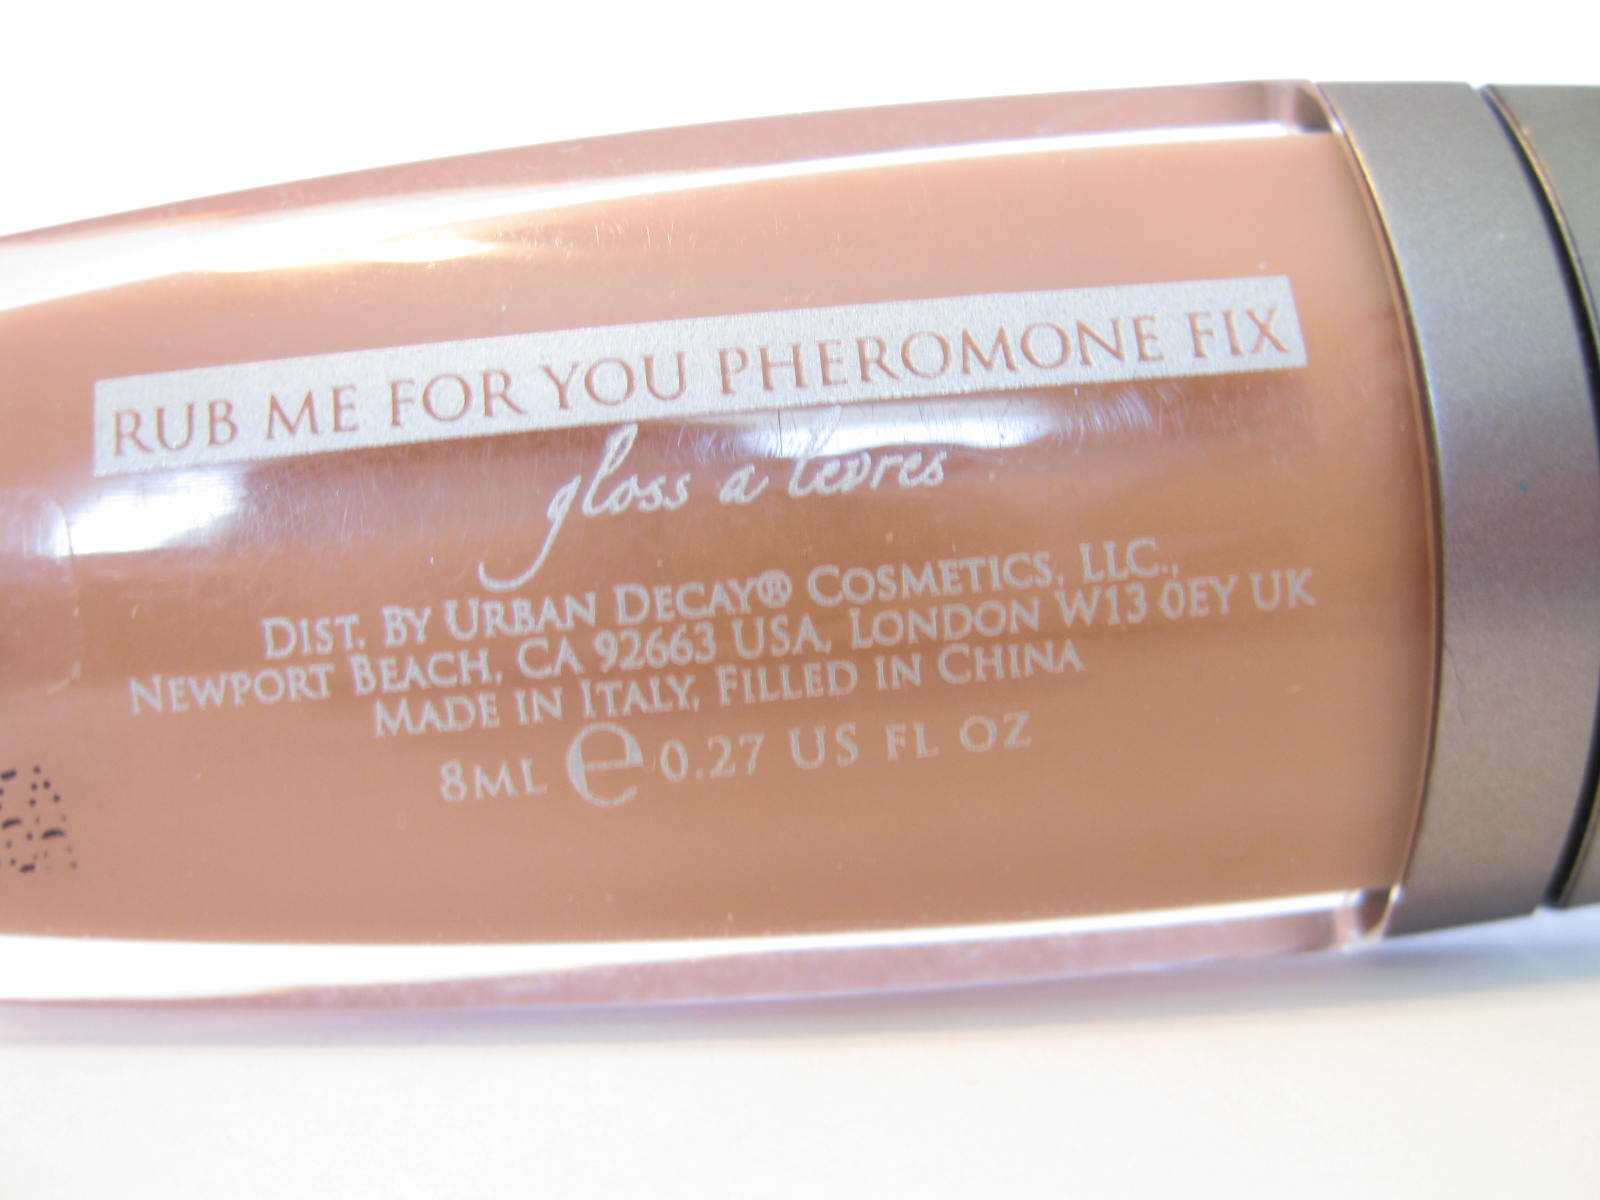 RUB ME FOR YOU PHEROMONE FIX
gloss a levres
DIST. BY URBAN DECAY® COSMETICS, LLC.,
NEWPORT BEACH, CA 92663 USA, LONDON W13 0EY UK
MADE IN ITALY, FILLED IN CHINA
8ML e 0.27 US FL OZ